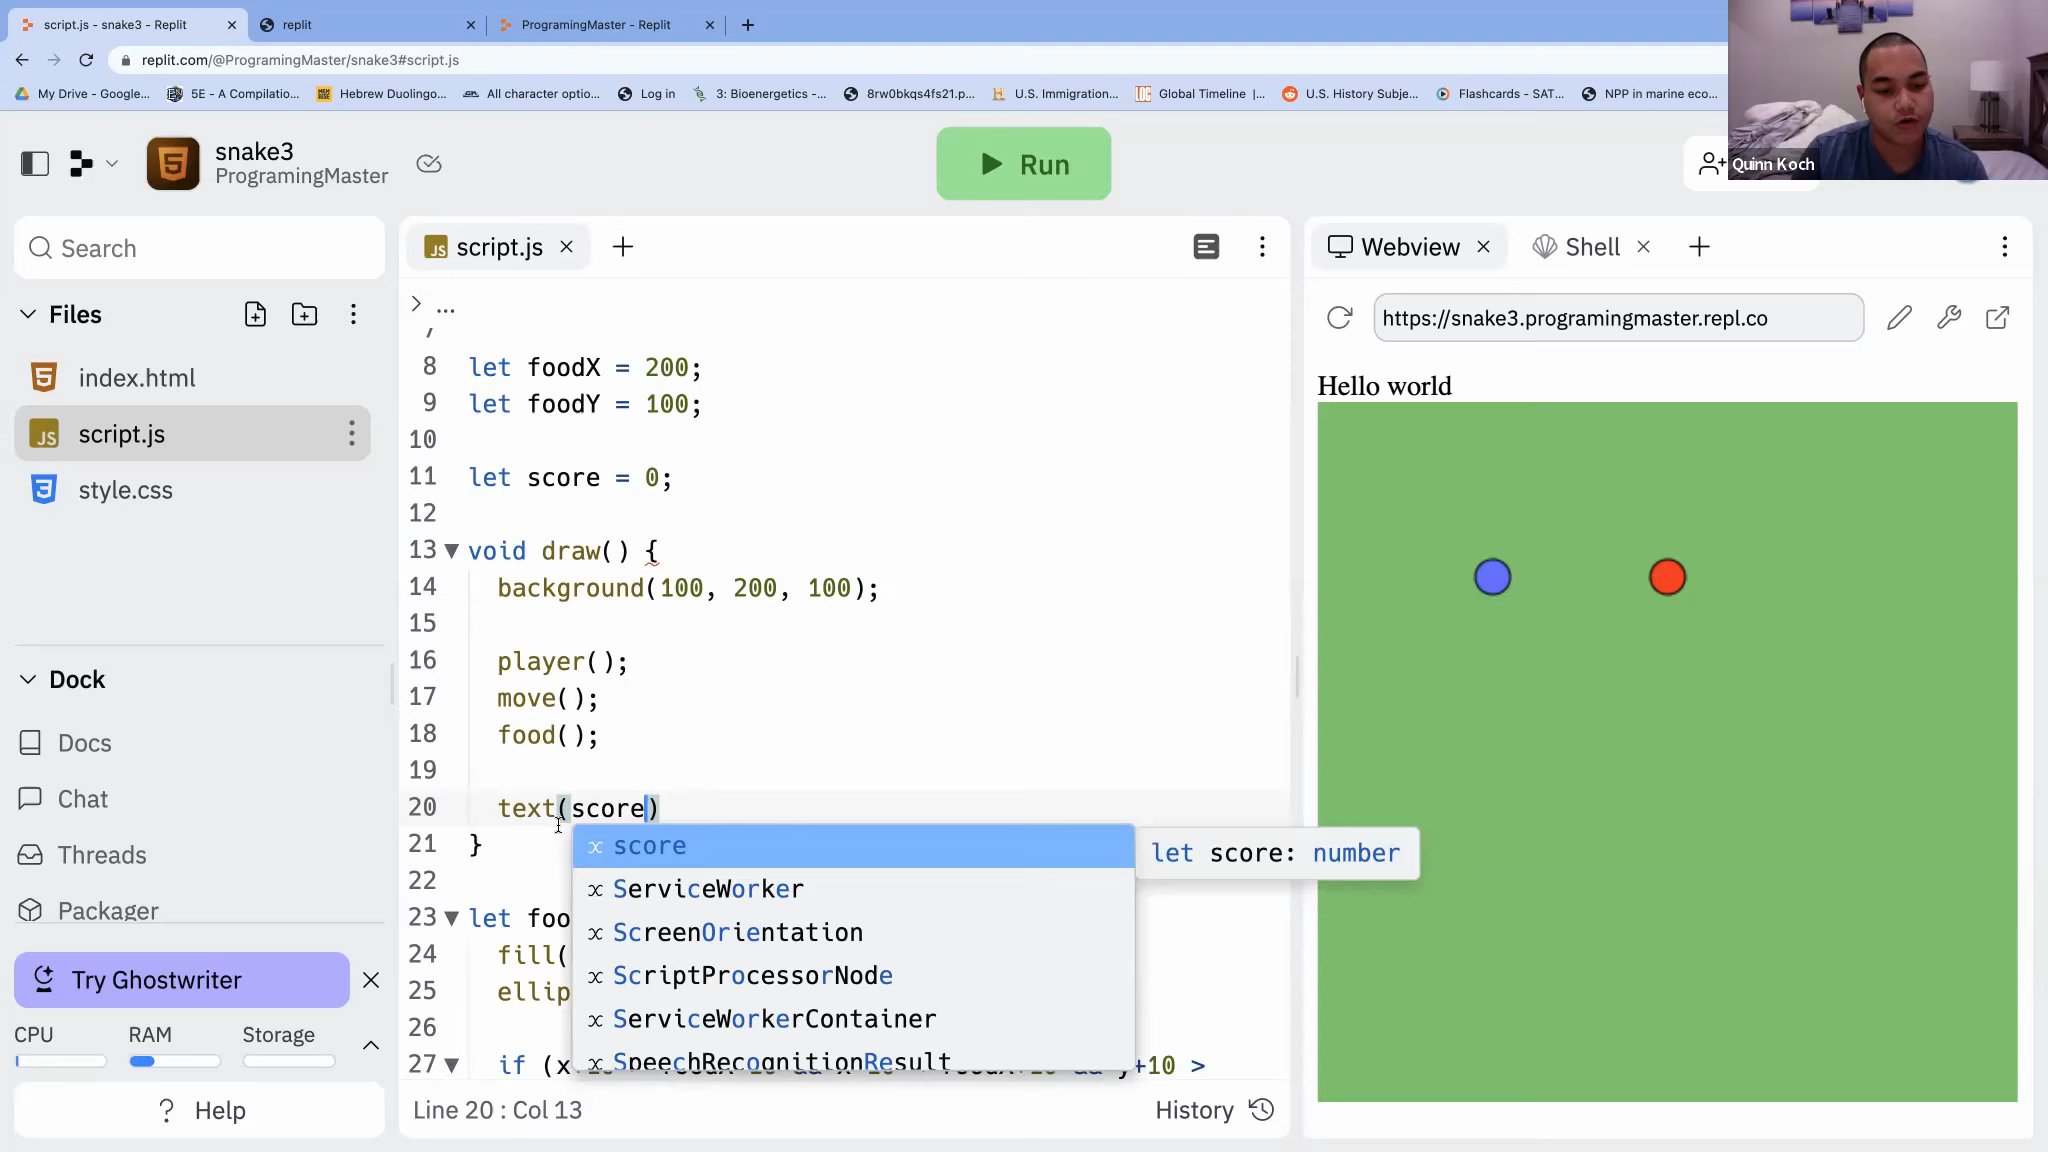 script.js - snake3 - Replit
replit
ProgramingMaster - Replit
replit.com/@ProgramingMaster/snake3#script.js
My Drive - Google...
5E - A Compilatio...
Hebrew Duolingo...
All character optio...
Log in
3: Bioenergetics -...
8rw0bkqs4fs21.p...
U.S. Immigration...
Global Timeline |...
U.S. History Subje...
Flashcards - SAT...
NPP in marine eco...
snake3
ProgramingMaster
Run
Quinn Koch
Search
Files
index.html
script.js
style.css
Dock
Docs
Chat
Threads
Packager
Try Ghostwriter
CPU RAM Storage
? Help
script.js
...
7
8 let foodX = 200;
9 let foodY = 100;
10
11 let score = 0;
12
13 void draw() {
14 background(100, 200, 100);
15
16 player();
17 move();
18 food();
19
20 text(score)
21 }
22
23 let foo
24 fill(
25 ellip
26
27 if (x
+10 >
score
ServiceWorker
ScreenOrientation
ScriptProcessorNode
ServiceWorkerContainer
SpeechRecognitionResult
let score: number
Line 20 : Col 13
History
Webview
Shell
https://snake3.programingmaster.repl.co
Hello world